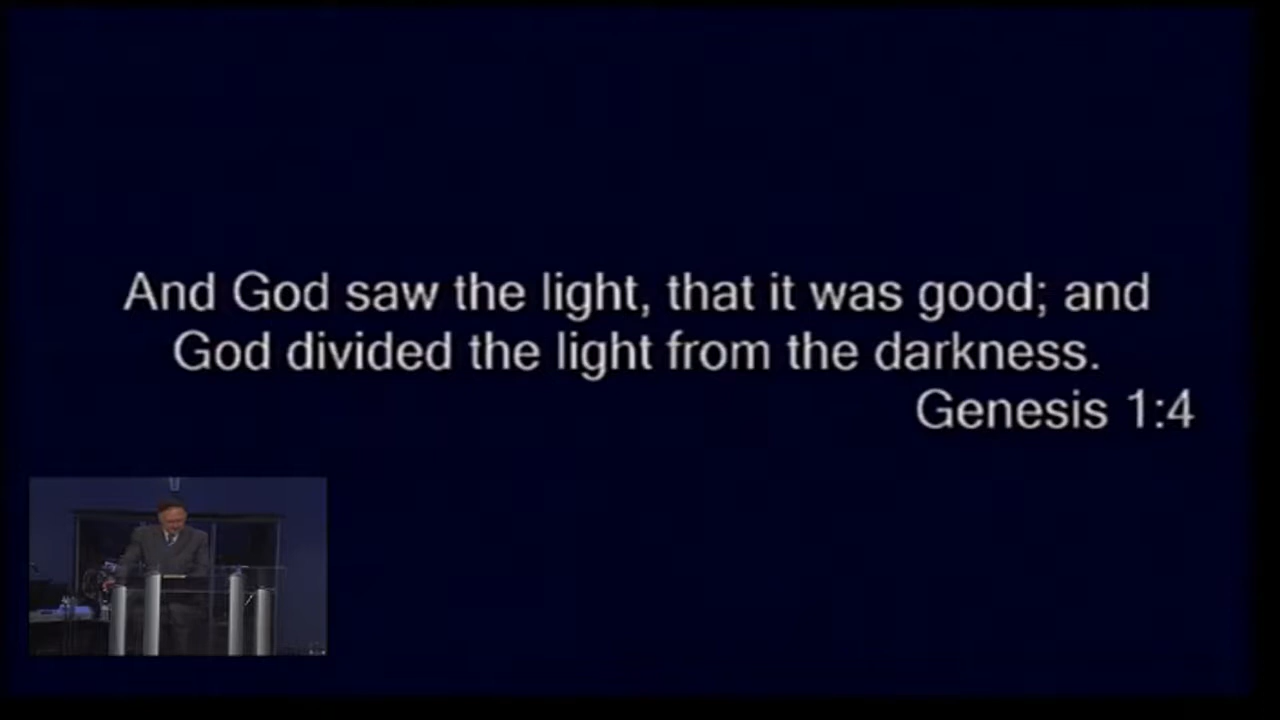 And God saw the light, that it was good; and
God divided the light from the darkness.
Genesis 1:4